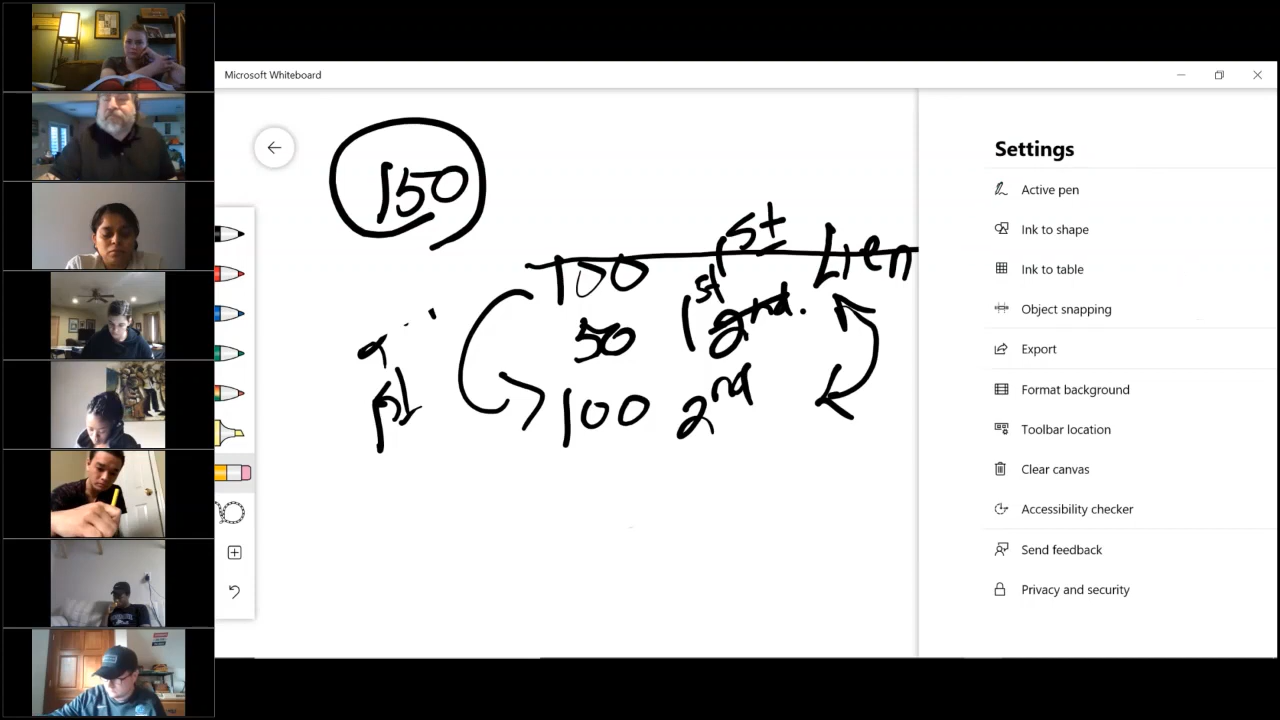 Microsoft Whiteboard
150
1st Lien
100 1st
50 2nd.
100 2nd
Settings
Active pen
Ink to shape
Ink to table
Object snapping
Export
Format background
Toolbar location
Clear canvas
Accessibility checker
Send feedback
Privacy and security